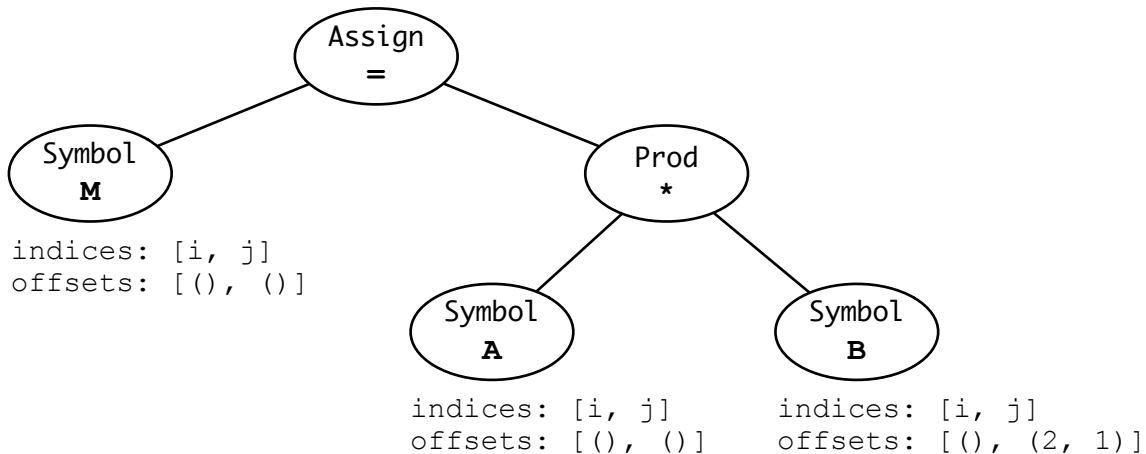 Assign
=
Symbol
M
indices: [i, j]
offsets: [(), ()]
Prod
*
Symbol
A
indices: [i, j]
offsets: [(), ()]
Symbol
B
indices: [i, j]
offsets: [(), (2, 1)]